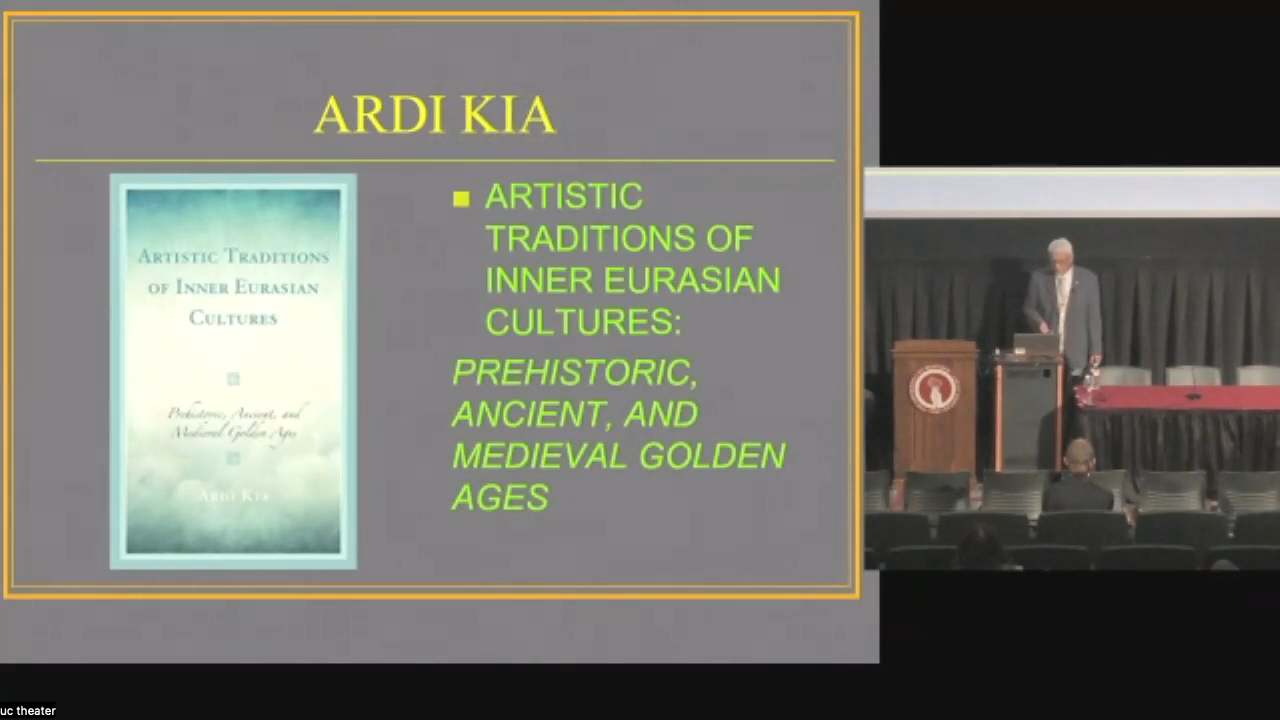 ARDI KIA
ARTISTIC TRADITIONS
OF INNER EURASIAN
CULTURES
Prehistoric, Ancient, and
Medieval Golden Ages
ARDI KIA
■ ARTISTIC
TRADITIONS OF
INNER EURASIAN
CULTURES:
PREHISTORIC,
ANCIENT, AND
MEDIEVAL GOLDEN
AGES
uc theater